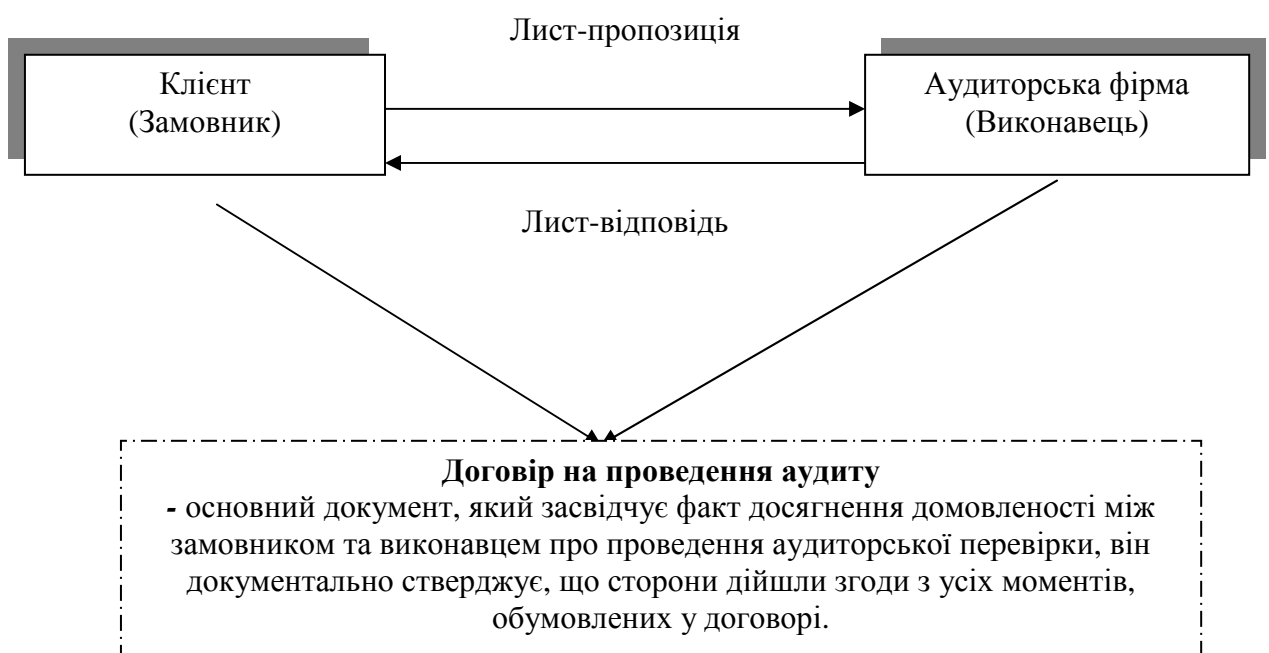 Лист-пропозиція
Клієнт
(Замовник)
Аудиторська фірма
(Виконавець)
Лист-відповідь
Договір на проведення аудиту
- основний документ, який засвідчує факт досягнення домовленості між
замовником та виконавцем про проведення аудиторської перевірки, він
документально стверджує, що сторони дійшли згоди з усіх моментів,
обумовлених у договорі.